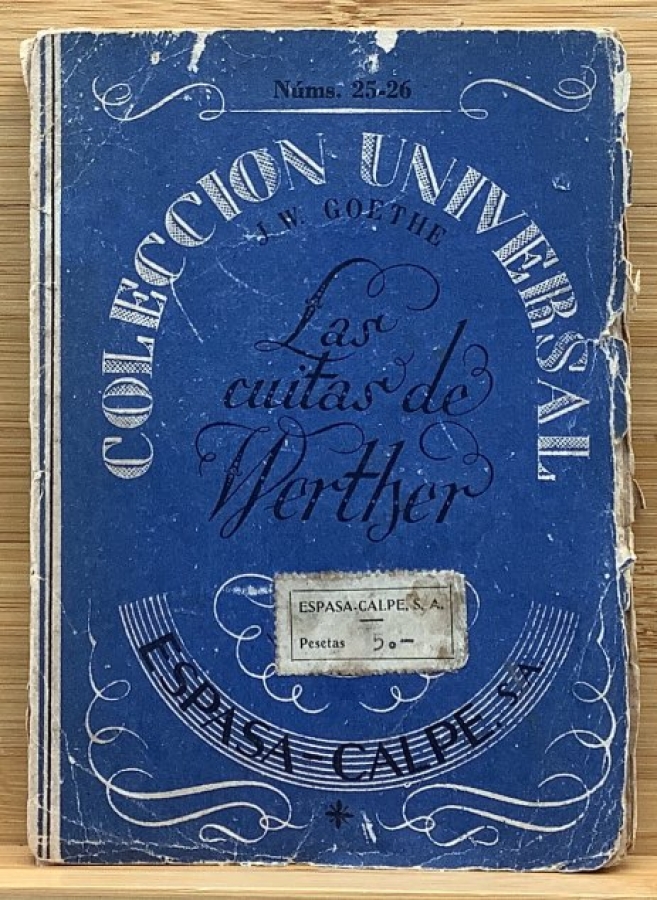 Núms. 25-26
COLECCION UNIVERSAL
J. W. GOETHE
Las
cuitas de
Werther
ESPASA-CALPE, S. A.
Pesetas 5.-
ESPASA-CALPE, S.A.